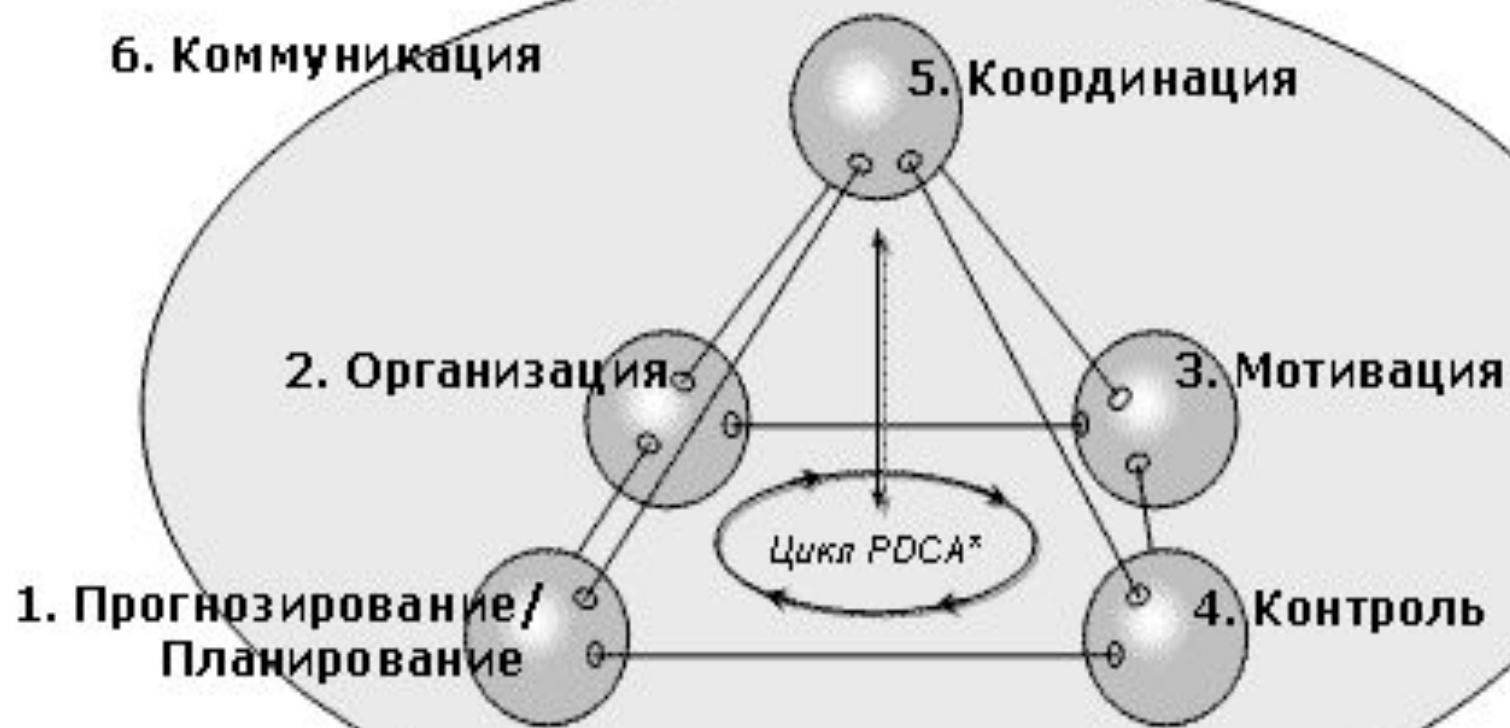 6. Коммуникация
5. Координация
2. Организация
3. Мотивация
Цикл PDCA*
1. Прогнозирование/
Планирование
4. Контроль